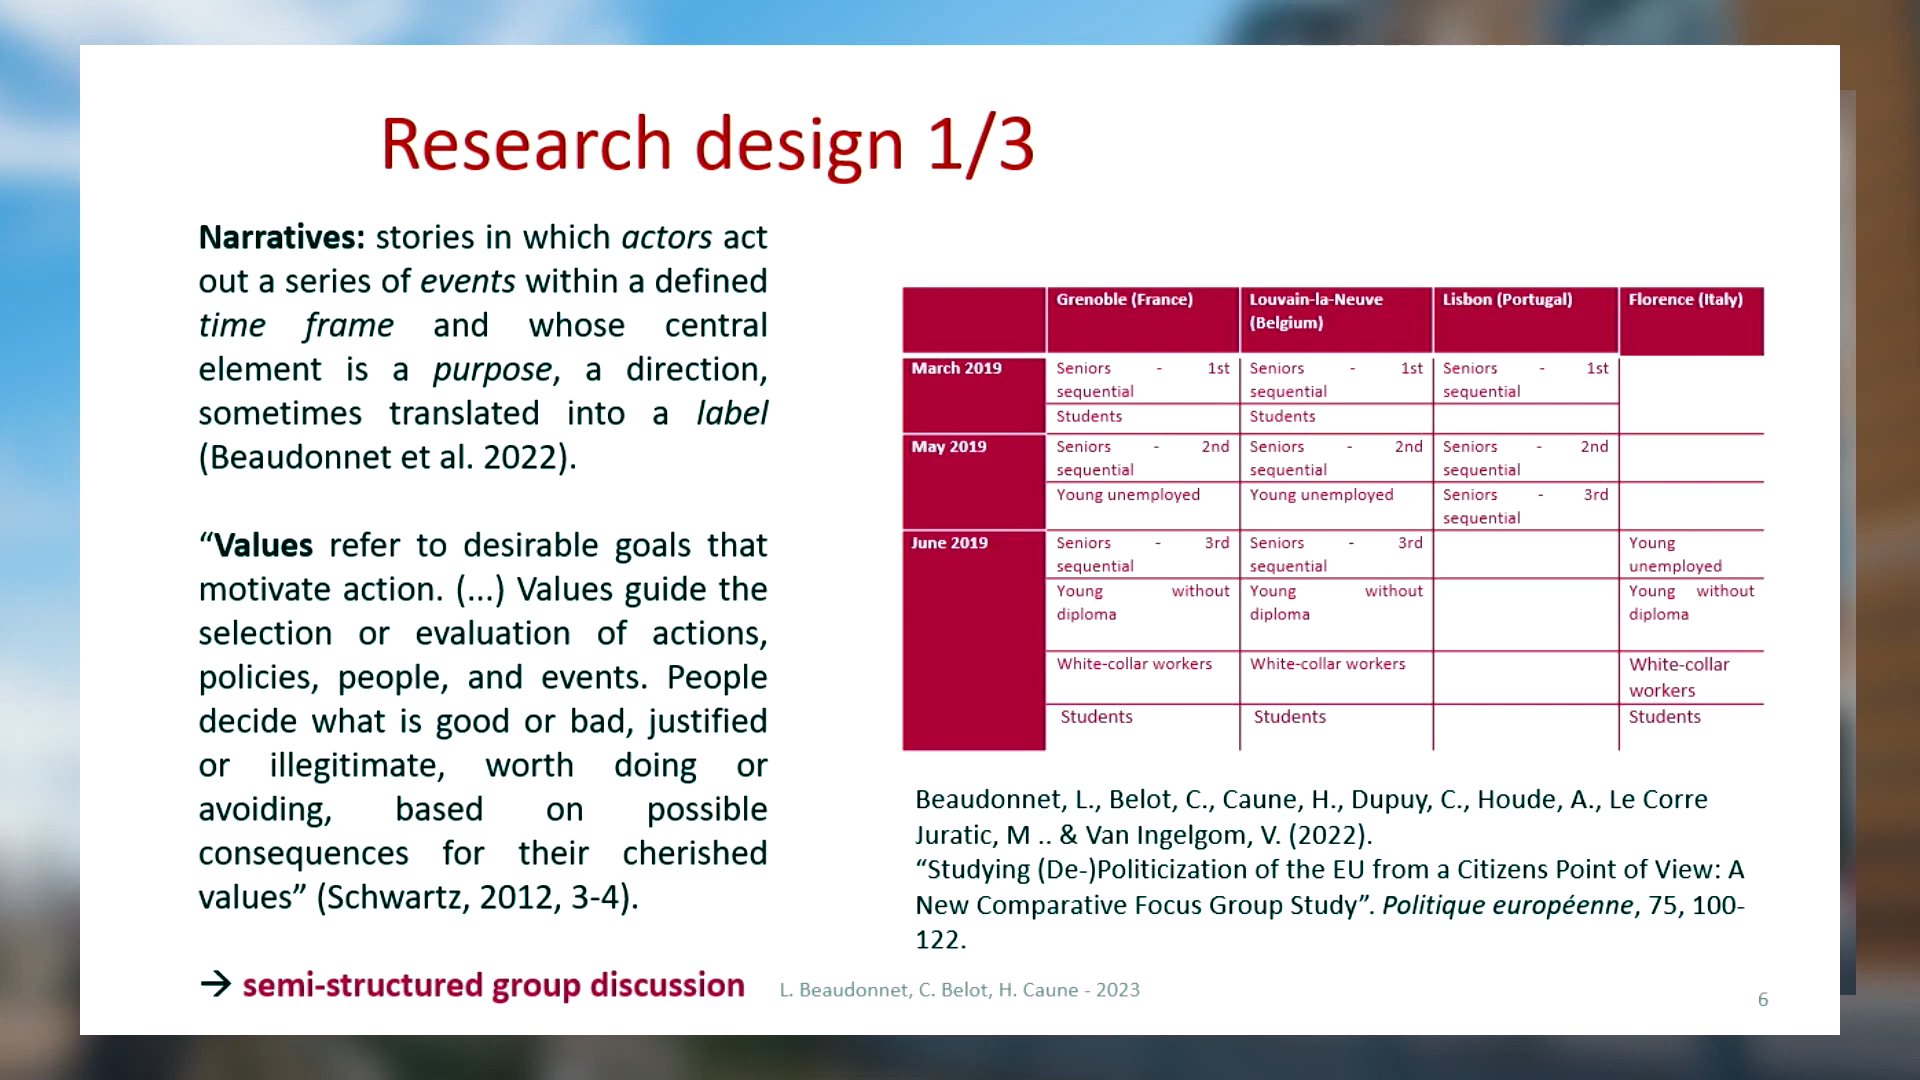 Research design 1/3
Narratives: stories in which actors act
out a series of events within a defined
time frame and whose central
element is a purpose, a direction,
sometimes translated into a label
(Beaudonnet et al. 2022).
“Values refer to desirable goals that
motivate action. (...) Values guide the
selection or evaluation of actions,
policies, people, and events. People
decide what is good or bad, justified
or illegitimate, worth doing or
avoiding, based on possible
consequences for their cherished
values” (Schwartz, 2012, 3-4).
→ semi-structured group discussion
Grenoble (France) Louvain-la-Neuve Lisbon (Portugal) Florence (Italy)
(Belgium)
March 2019 Seniors - 1st Seniors - 1st Seniors - 1st
sequential sequential sequential
Students Students
May 2019 Seniors - 2nd Seniors - 2nd Seniors - 2nd
sequential sequential sequential
Young unemployed Young unemployed Seniors - 3rd
sequential
June 2019 Seniors - 3rd Seniors - 3rd Young
sequential sequential unemployed
Young without Young without Young without
diploma diploma diploma
White-collar workers White-collar workers White-collar
workers
Students Students Students
Beaudonnet, L., Belot, C., Caune, H., Dupuy, C., Houde, A., Le Corre
Juratic, M .. & Van Ingelgom, V. (2022).
“Studying (De-)Politicization of the EU from a Citizens Point of View: A
New Comparative Focus Group Study”. Politique européenne, 75, 100-
122.
L. Beaudonnet, C. Belot, H. Caune - 2023
6